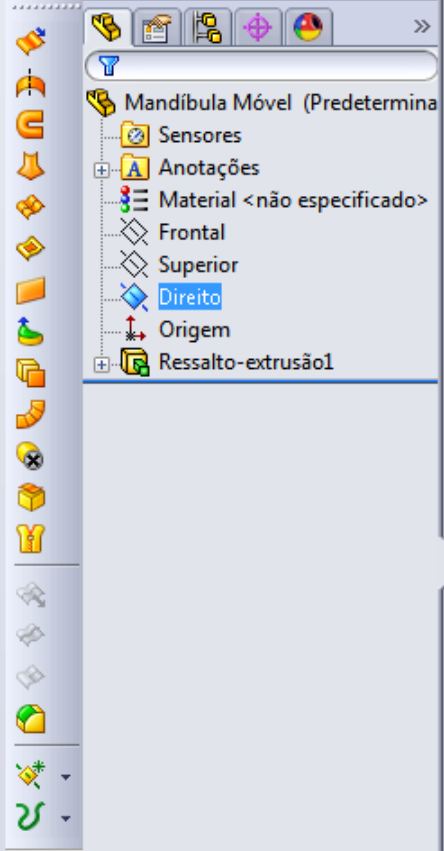 »
Mandíbula Móvel (Predetermina
Sensores
A Anotações
Material <não especificado>
Frontal
Superior
Direito
Origem
Ressalto-extrusão1